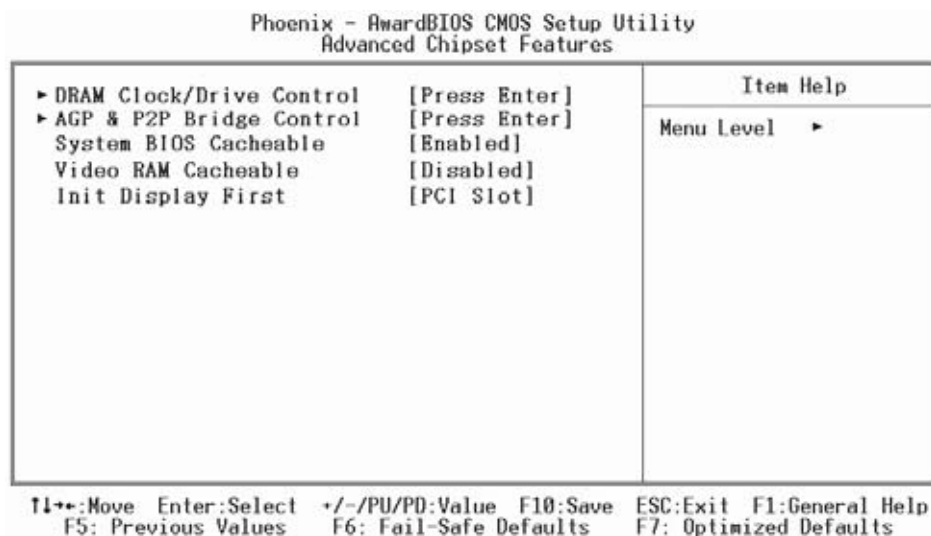 Phoenix - AwardBIOS CMOS Setup Utility
Advanced Chipset Features
► DRAM Clock/Drive Control [Press Enter]
► AGP & P2P Bridge Control [Press Enter]
System BIOS Cacheable [Enabled]
Video RAM Cacheable [Disabled]
Init Display First [PCI Slot]
Item Help
Menu Level ►
↑↓→←:Move Enter:Select +/-/PU/PD:Value F10:Save ESC:Exit F1:General Help
F5: Previous Values F6: Fail-Safe Defaults F7: Optimized Defaults